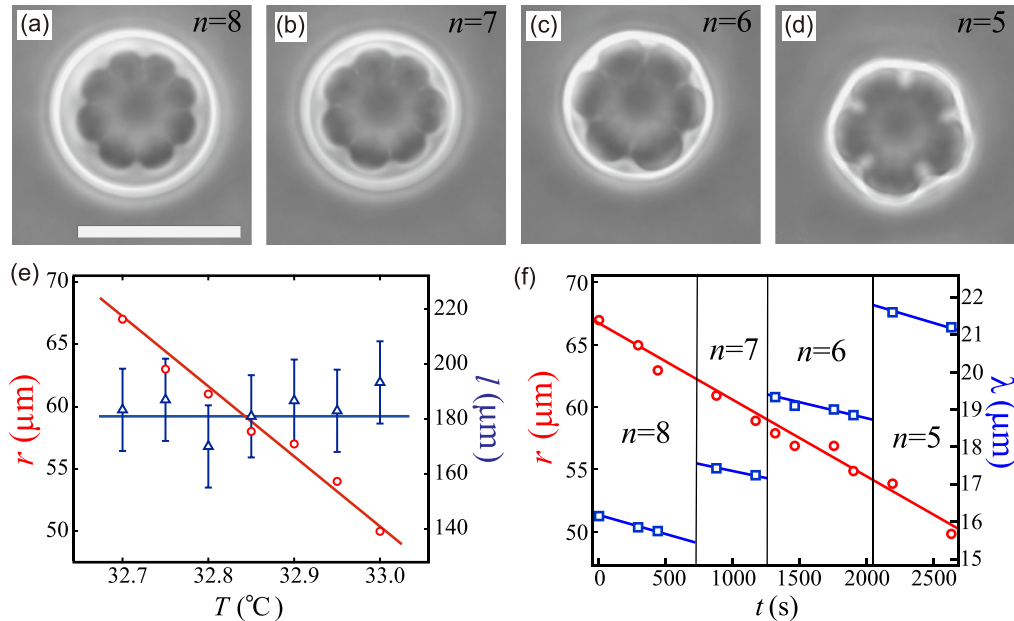 (a) n=8
(b) n=7
(c) n=6
(d) n=5
(e)
70
65
60
55
50
r (μm)
220
200
180
160
140
l (μm)
32.7 32.8 32.9 33.0
T (°C)
(f)
70
65
60
55
50
r (μm)
n=8
n=7
n=6
n=5
22
21
20
19
18
17
16
15
λ (μm)
0 500 1000 1500 2000 2500
t (s)